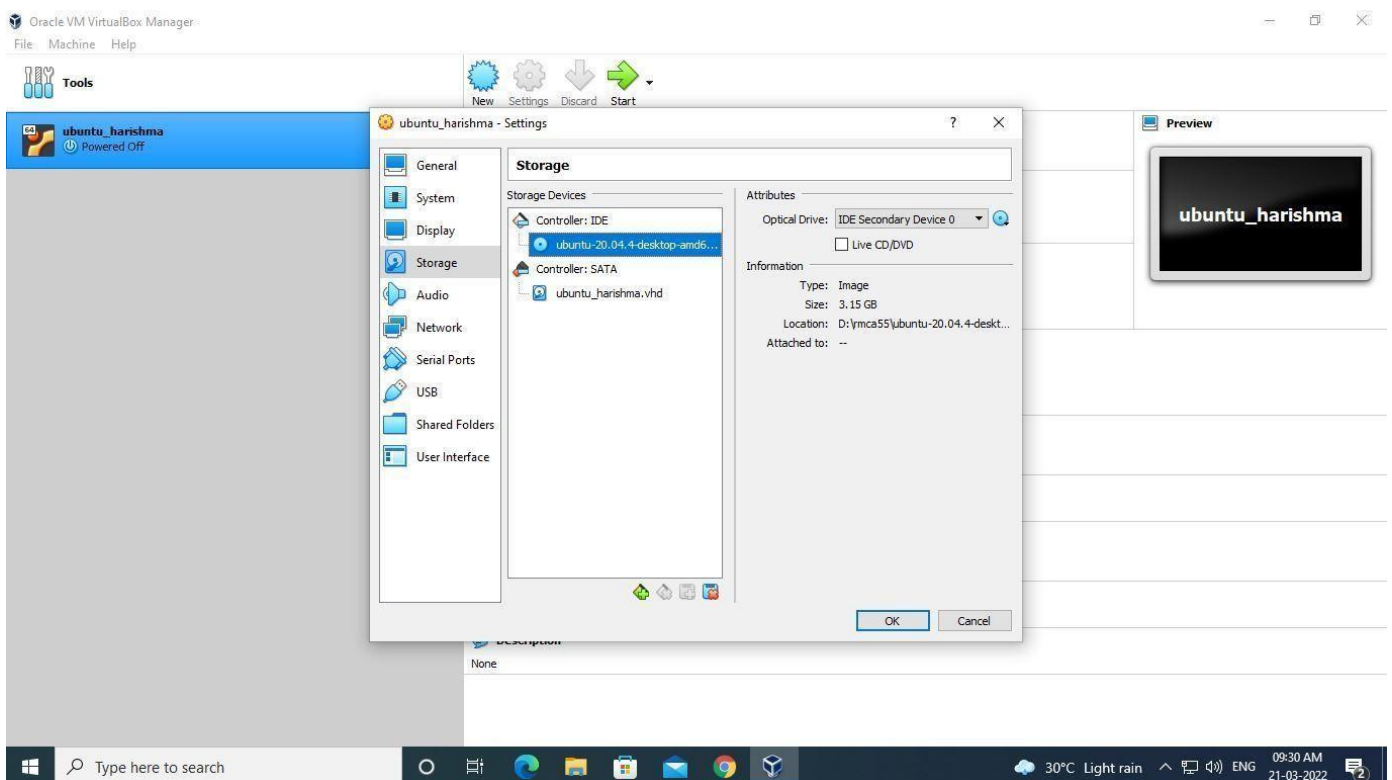 Oracle VM VirtualBox Manager
File Machine Help
Tools
New Settings Discard Start
64 ubuntu_harishma
Powered Off
ubuntu_harishma - Settings
? ×
General
System
Display
Storage
Audio
Network
Serial Ports
USB
Shared Folders
User Interface
Storage
Storage Devices
Controller: IDE
ubuntu-20.04.4-desktop-amd6...
Controller: SATA
ubuntu_harishma.vhd
Attributes
Optical Drive: IDE Secondary Device 0
Live CD/DVD
Information
Type: Image
Size: 3.15 GB
Location: D:\mca55\ubuntu-20.04.4-deskt...
Attached to: --
OK Cancel
Preview
ubuntu_harishma
Description
None
Type here to search
30°C Light rain
ENG
09:30 AM
21-03-2022
2